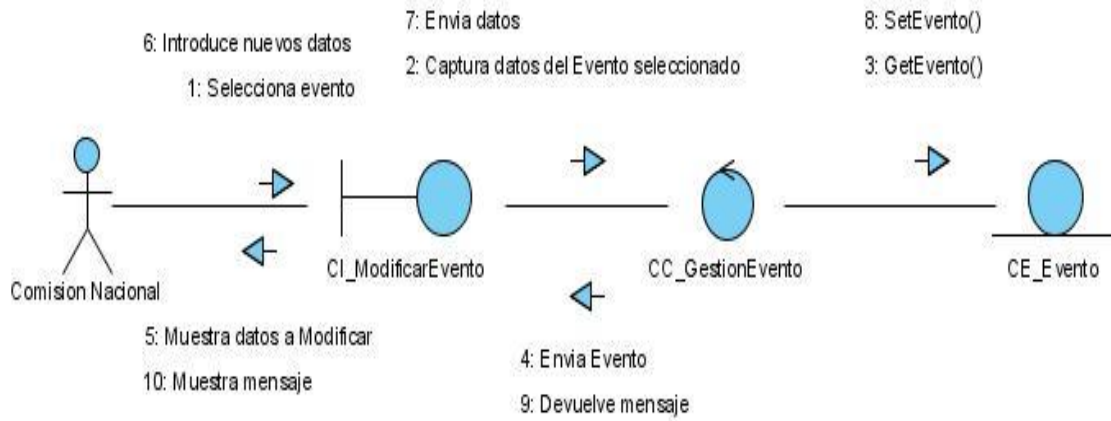 7: Envia datos
8: SetEvento()
6: Introduce nuevos datos
2: Captura datos del Evento seleccionado
3: GetEvento()
1: Selecciona evento
CI_ModificarEvento
CC_GestionEvento
CE_Evento
Comision Nacional
5: Muestra datos a Modificar
4: Envia Evento
10: Muestra mensaje
9: Devuelve mensaje